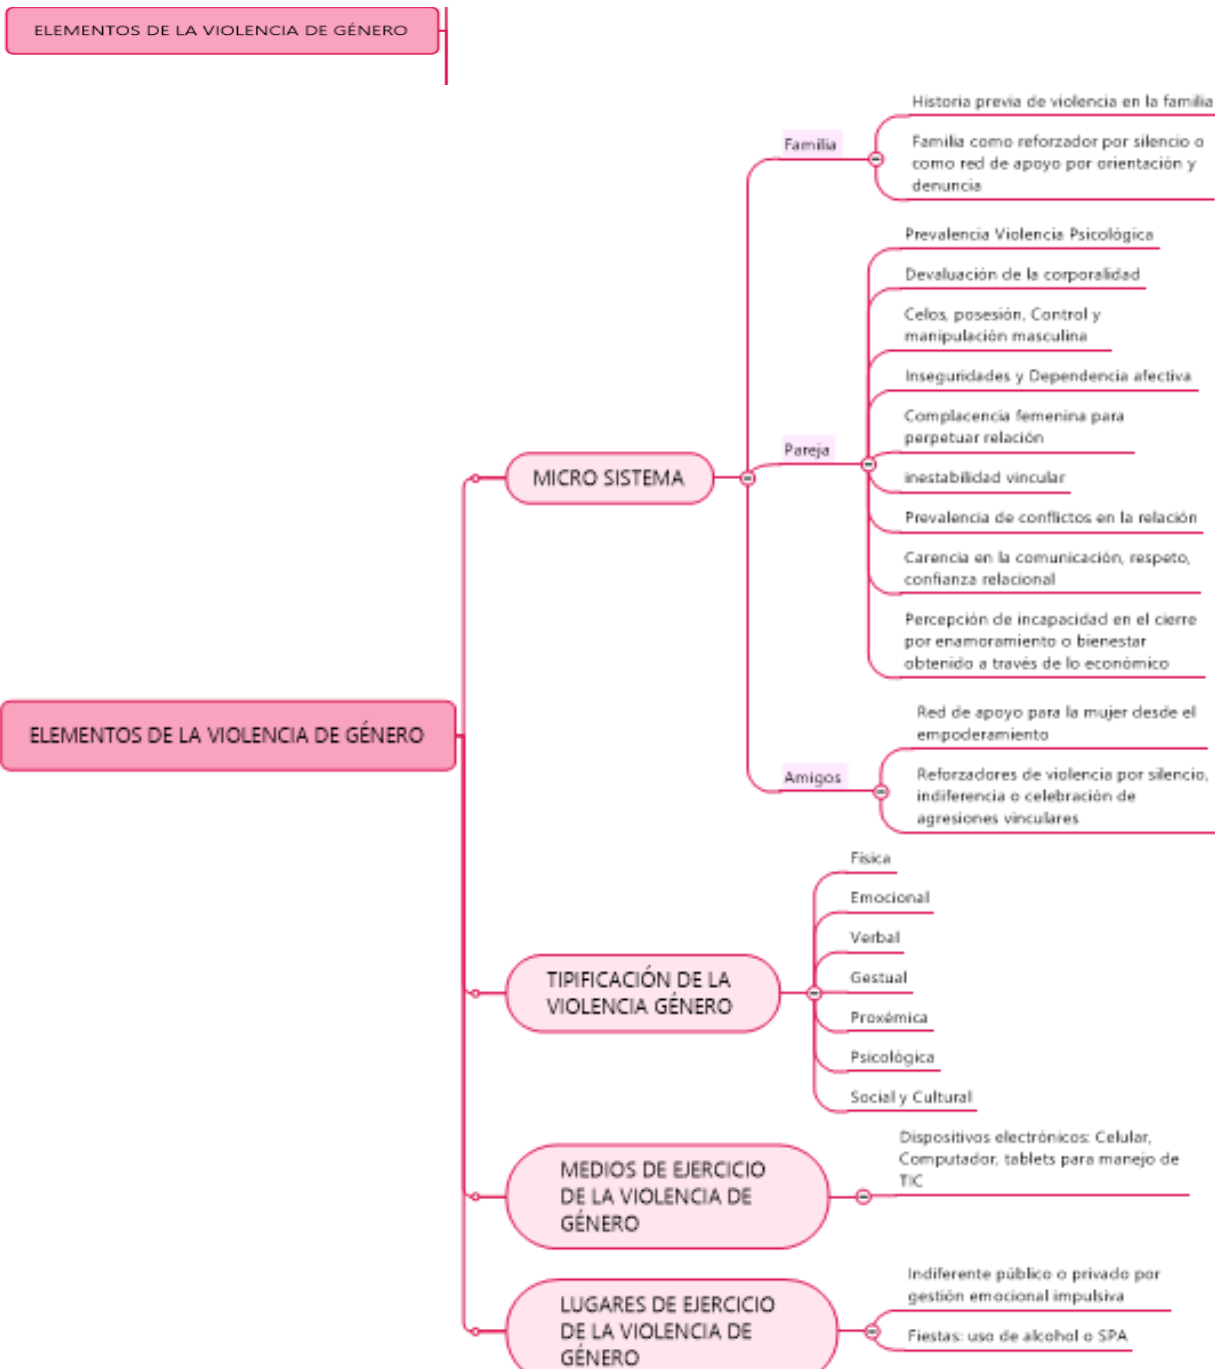 ELEMENTOS DE LA VIOLENCIA DE GÉNERO
Historia previa de violencia en la familia
Familia
Familia como reforzador por silencio o
como red de apoyo por orientación y
denuncia
Prevalencia Violencia Psicológica
Devaluación de la corporalidad
Celos, posesión, Control y
manipulación masculina
Inseguridades y Dependencia afectiva
Complacencia femenina para
perpetuar relación
Pareja
inestabilidad vincular
MICRO SISTEMA
Prevalencia de conflictos en la relación
Carencia en la comunicación, respeto,
confianza relacional
Percepción de incapacidad en el cierre
por enamoramiento o bienestar
obtenido a través de lo económico
Red de apoyo para la mujer desde el
empoderamiento
ELEMENTOS DE LA VIOLENCIA DE GÉNERO
Amigos
Reforzadores de violencia por silencio,
indiferencia o celebración de
agresiones vinculares
Física
Emocional
Verbal
TIPIFICACIÓN DE LA
VIOLENCIA GÉNERO
Gestual
Proxémica
Psicológica
Social y Cultural
MEDIOS DE EJERCICIO
DE LA VIOLENCIA DE
GÉNERO
Dispositivos electrónicos: Celular,
Computador, tablets para manejo de
TIC
LUGARES DE EJERCICIO
DE LA VIOLENCIA DE
GÉNERO
Indiferente público o privado por
gestión emocional impulsiva
Fiestas: uso de alcohol o SPA